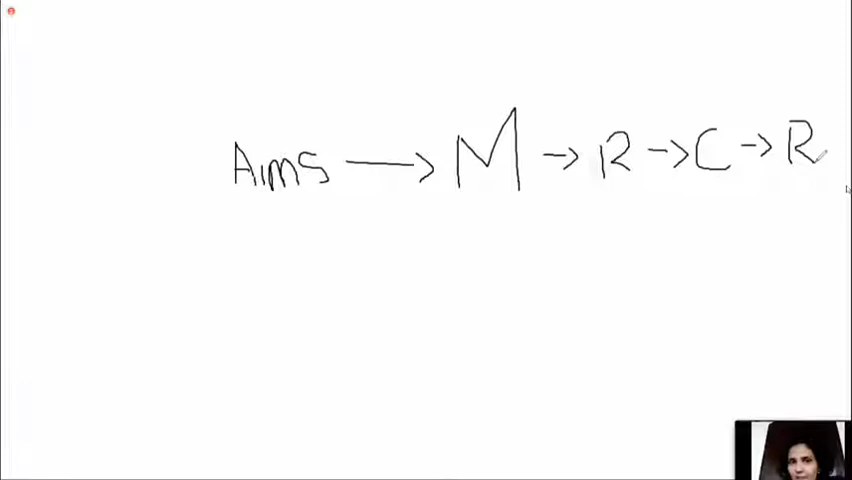 Aims → M → R → C → R